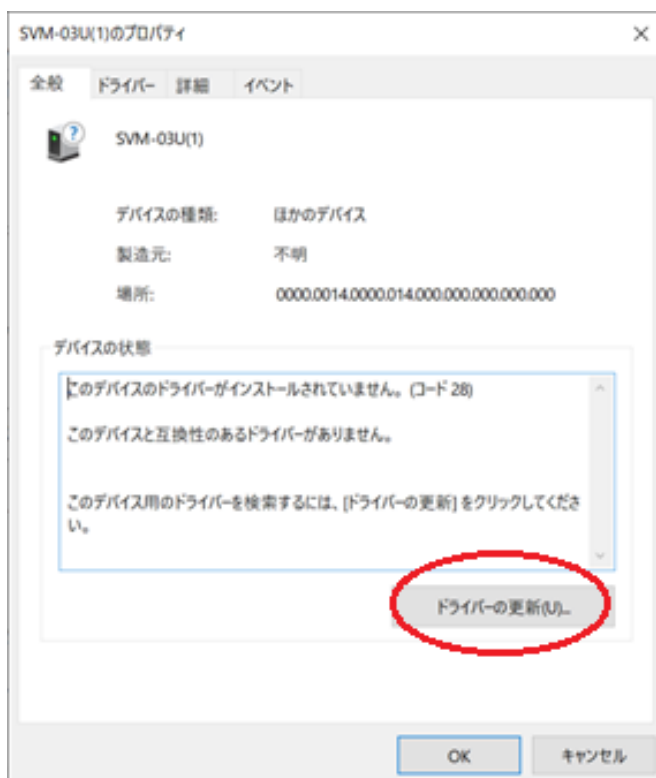 SVM-03U(1)のプロパティ
全般 ドライバー 詳細 イベント
SVM-03U(1)
デバイスの種類: ほかのデバイス
製造元: 不明
場所: 0000.0014.0000.014.000.000.000.000.000
デバイスの状態
このデバイスのドライバーがインストールされていません。 (コード 28)
このデバイスと互換性のあるドライバーがありません。
このデバイス用のドライバーを検索するには、[ドライバーの更新] をクリックしてくださ
い。
ドライバーの更新(U)...
OK キャンセル